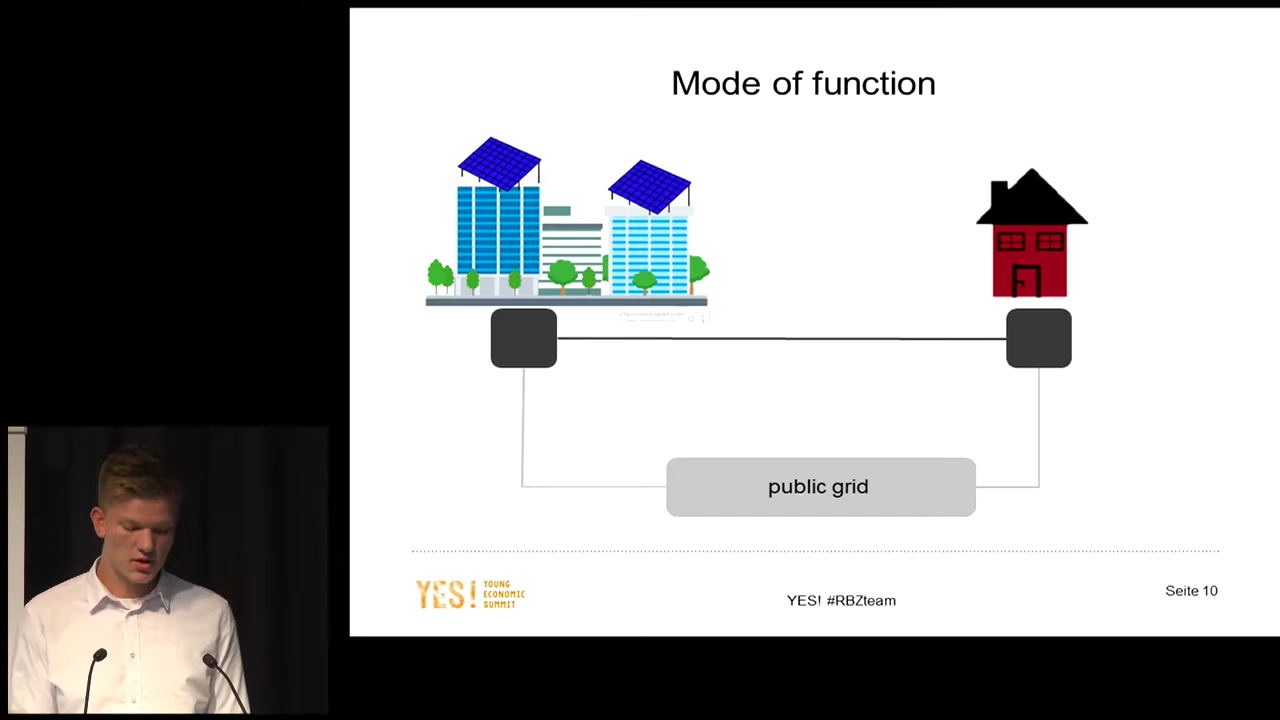 Mode of function
public grid
YES! YOUNG
ECONOMIC
SUMMIT
YES! #RBZteam
Seite 10